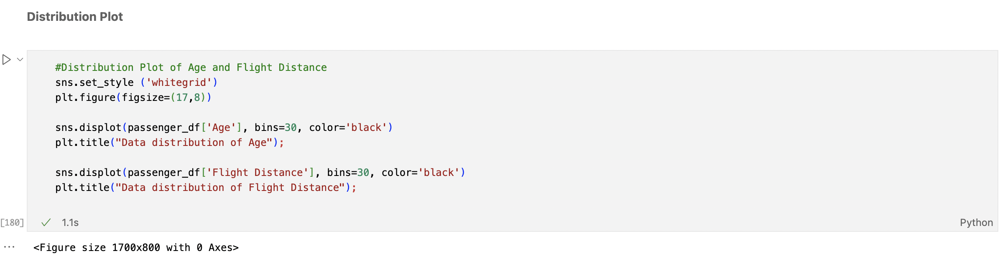 Distribution Plot
#Distribution Plot of Age and Flight Distance
sns.set_style ('whitegrid')
plt.figure(figsize=(17,8))
sns.displot(passenger_df['Age'], bins=30, color='black')
plt.title("Data distribution of Age");
sns.displot(passenger_df['Flight Distance'], bins=30, color='black')
plt.title("Data distribution of Flight Distance");
[180] 1.1s Python
<Figure size 1700x800 with 0 Axes>